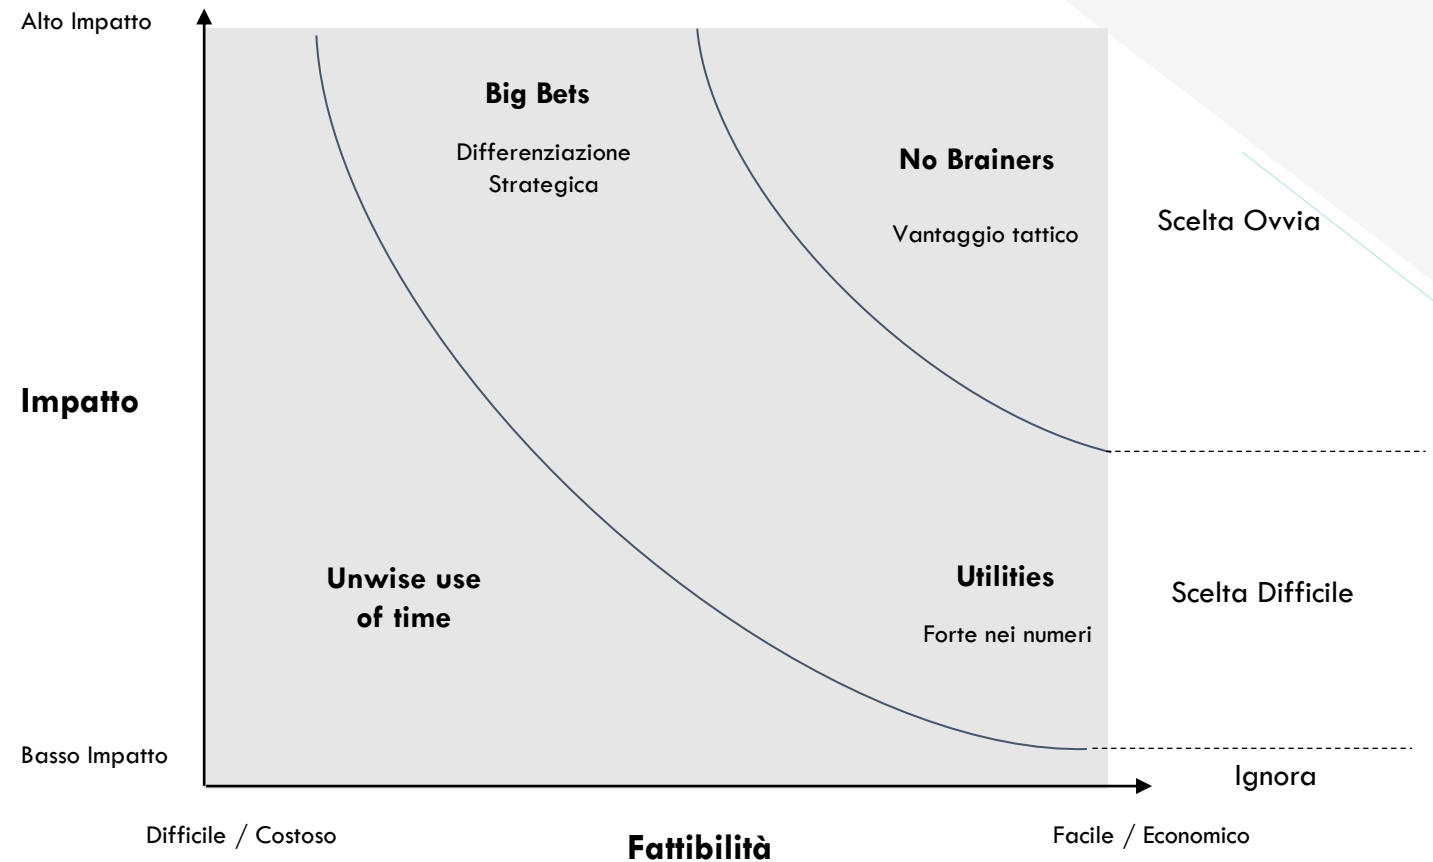 Alto Impatto
Big Bets
Differenziazione
Strategica
No Brainers
Vantaggio tattico
Scelta Ovvia
Impatto
Unwise use
of time
Utilities
Forte nei numeri
Scelta Difficile
Basso Impatto
Ignora
Difficile / Costoso
Fattibilità
Facile / Economico